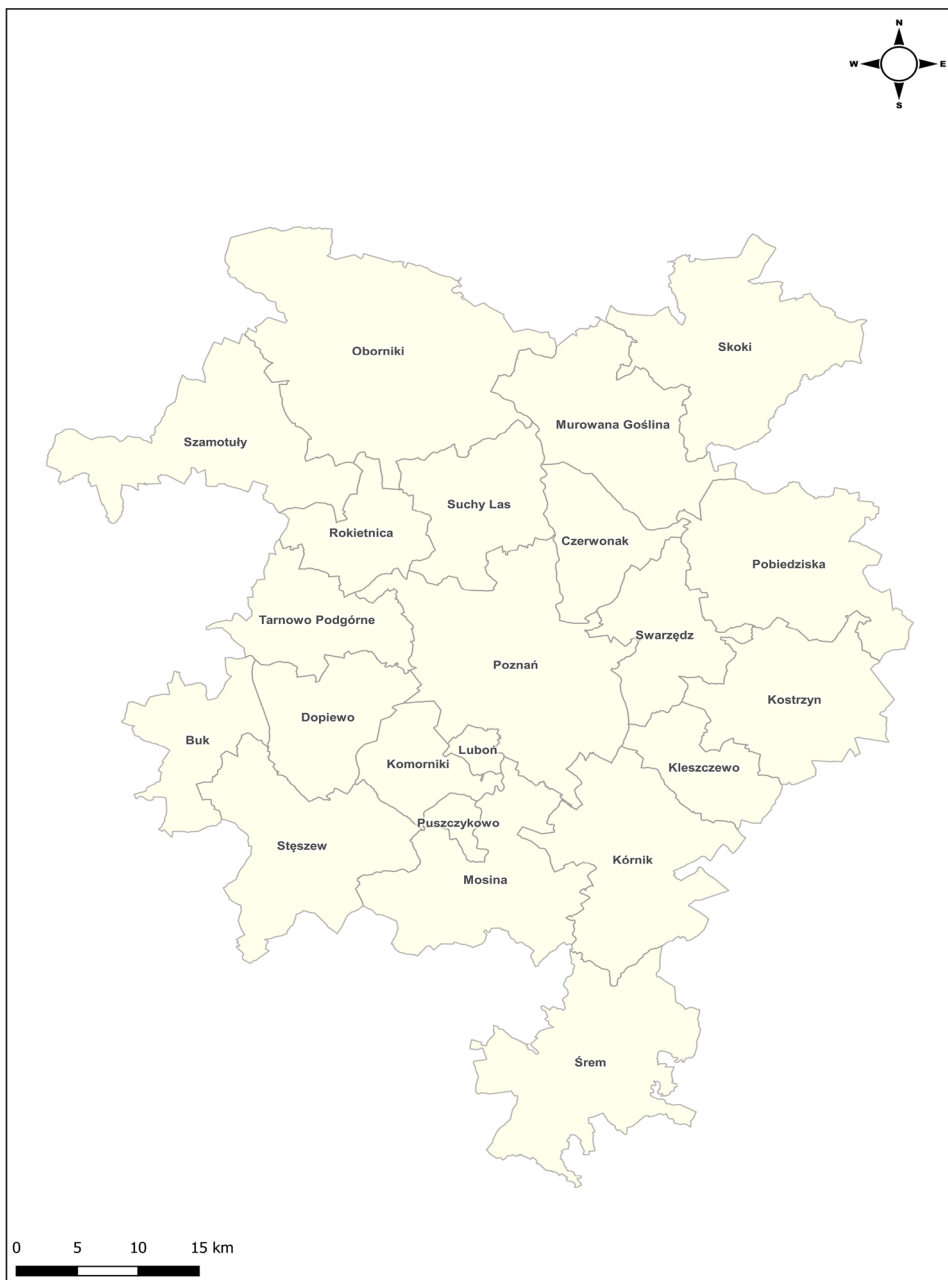 N
W E
S
Skoki
Oborniki
Murowana Goślina
Szamotuły
Suchy Las
Rokietnica
Czerwonak
Pobiedziska
Tarnowo Podgórne
Swarzędz
Poznań
Kostrzyn
Dopiewo
Buk
Luboń
Komorniki
Kleszczewo
Puszczykowo
Stęszew
Kórnik
Mosina
Śrem
0 5 10 15 km